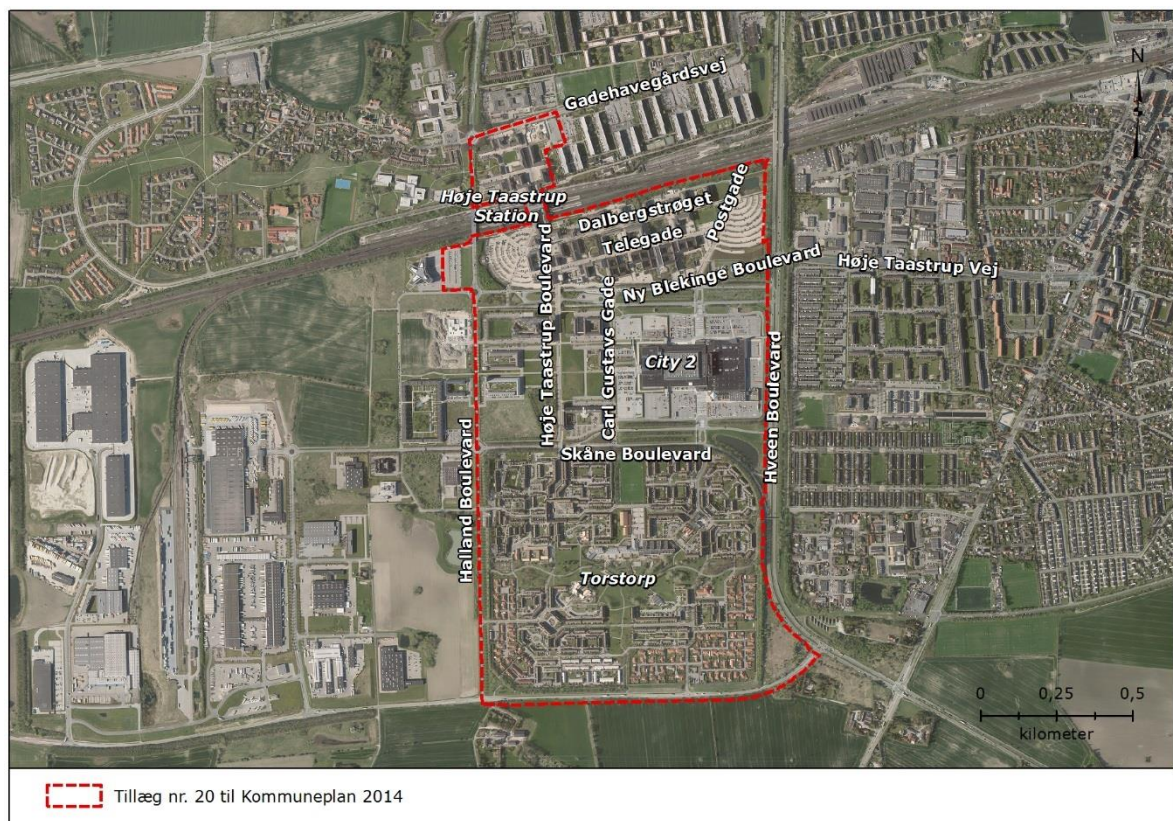 N
Gadehavegårdsvej
Høje Taastrup
Station
Dalbergstrøget
Postgade
Telegade
Høje Taastrup Vej
Ny Blekinge Boulevard
Høje Taastrup Boulevard
Carl Gustavs Gade
City 2
Hveen Boulevard
Skåne Boulevard
Halland Boulevard
Torstorp
0 0,25 0,5
kilometer
Tillæg nr. 20 til Kommuneplan 2014